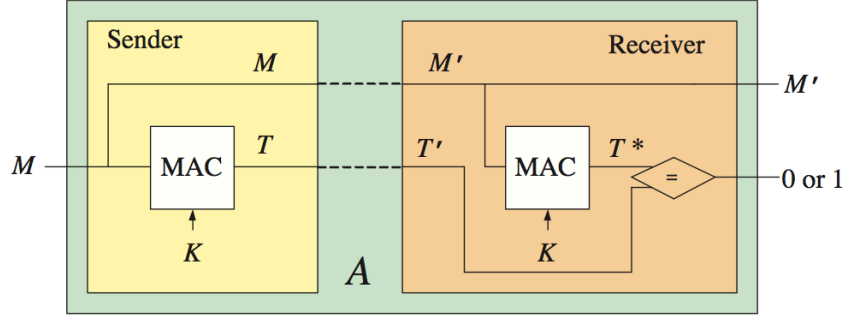 Sender
Receiver
M
M′
M′
M
MAC
T
T′
MAC
T *
=
0 or 1
K
A
K